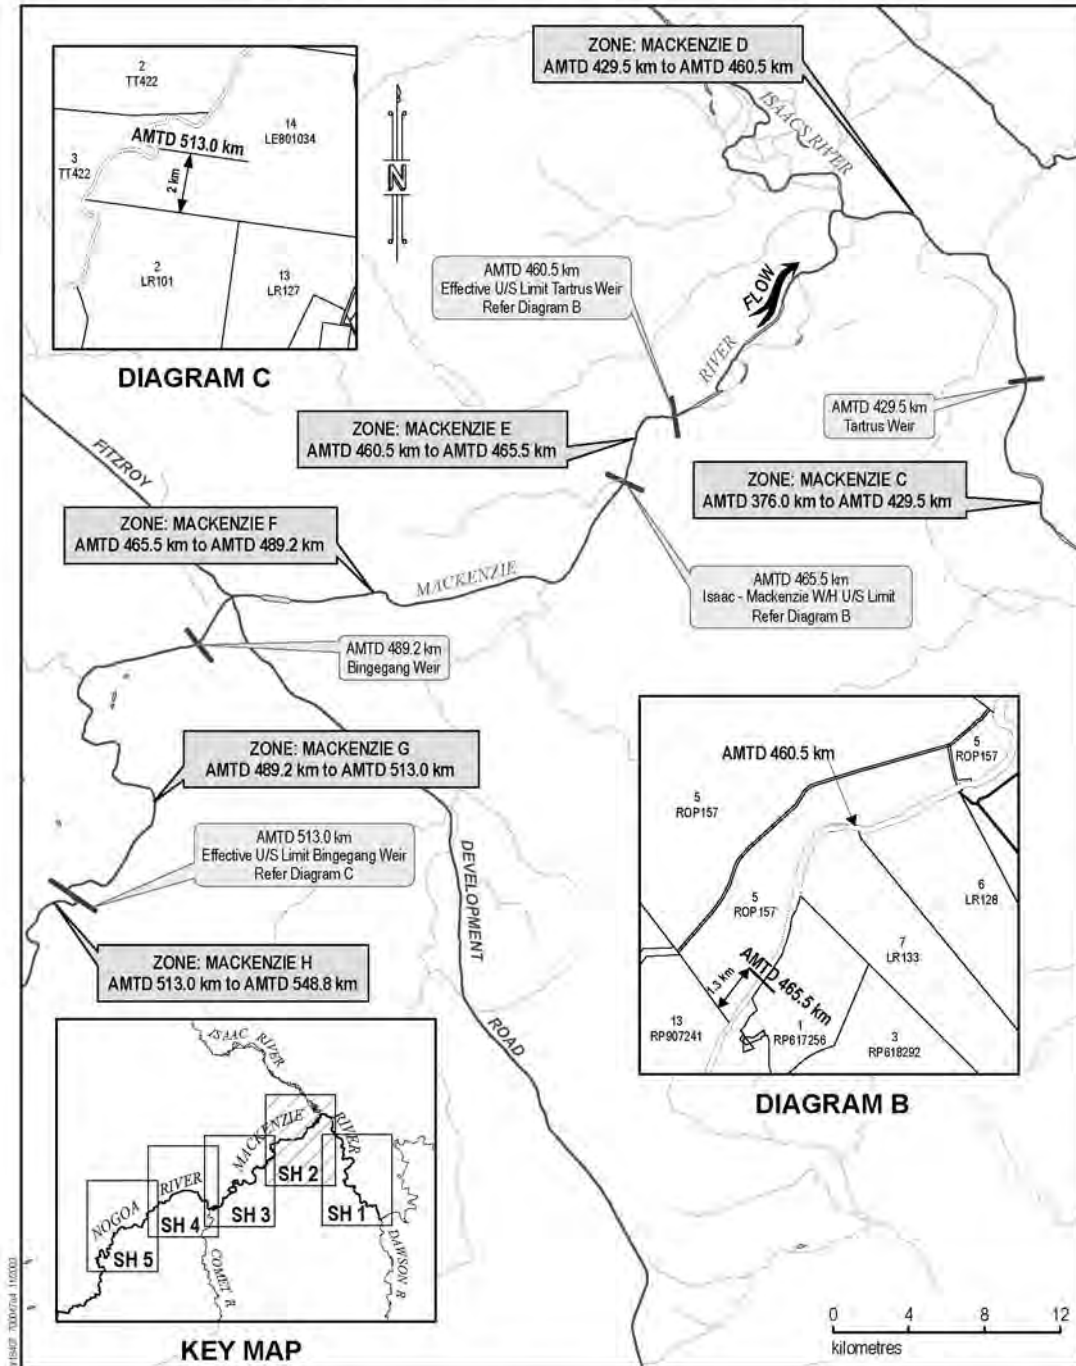 ZONE: MACKENZIE D
AMTD 429.5 km to AMTD 460.5 km
2
TT422
14
LE801034
AMTD 513.0 km
3
TT422
2 km
2
LR101
13
LR127
DIAGRAM C
N
ISAACS RIVER
FLOW
AMTD 460.5 km
Effective U/S Limit Tartrus Weir
Refer Diagram B
RIVER
AMTD 429.5 km
Tartrus Weir
ZONE: MACKENZIE E
AMTD 460.5 km to AMTD 465.5 km
ZONE: MACKENZIE C
AMTD 376.0 km to AMTD 429.5 km
FITZROY
ZONE: MACKENZIE F
AMTD 465.5 km to AMTD 489.2 km
MACKENZIE
AMTD 465.5 km
Isaac - Mackenzie W/H U/S Limit
Refer Diagram B
AMTD 489.2 km
Bingegang Weir
ZONE: MACKENZIE G
AMTD 489.2 km to AMTD 513.0 km
AMTD 513.0 km
Effective U/S Limit Bingegang Weir
Refer Diagram C
DEVELOPMENT
ROAD
ZONE: MACKENZIE H
AMTD 513.0 km to AMTD 548.8 km
5
ROP157
AMTD 460.5 km
5
ROP157
6
LR128
5
ROP157
7
LR133
AMTD 465.5 km
1.3 km
13
RP907241
1
RP617256
3
RP618292
DIAGRAM B
ISAAC RIVER
MACKENZIE RIVER
SH 2
SH 1
SH 3
RIVER
SH 4
NOGOA
SH 5
COMET R
DAWSON R
KEY MAP
0 4 8 12
kilometres